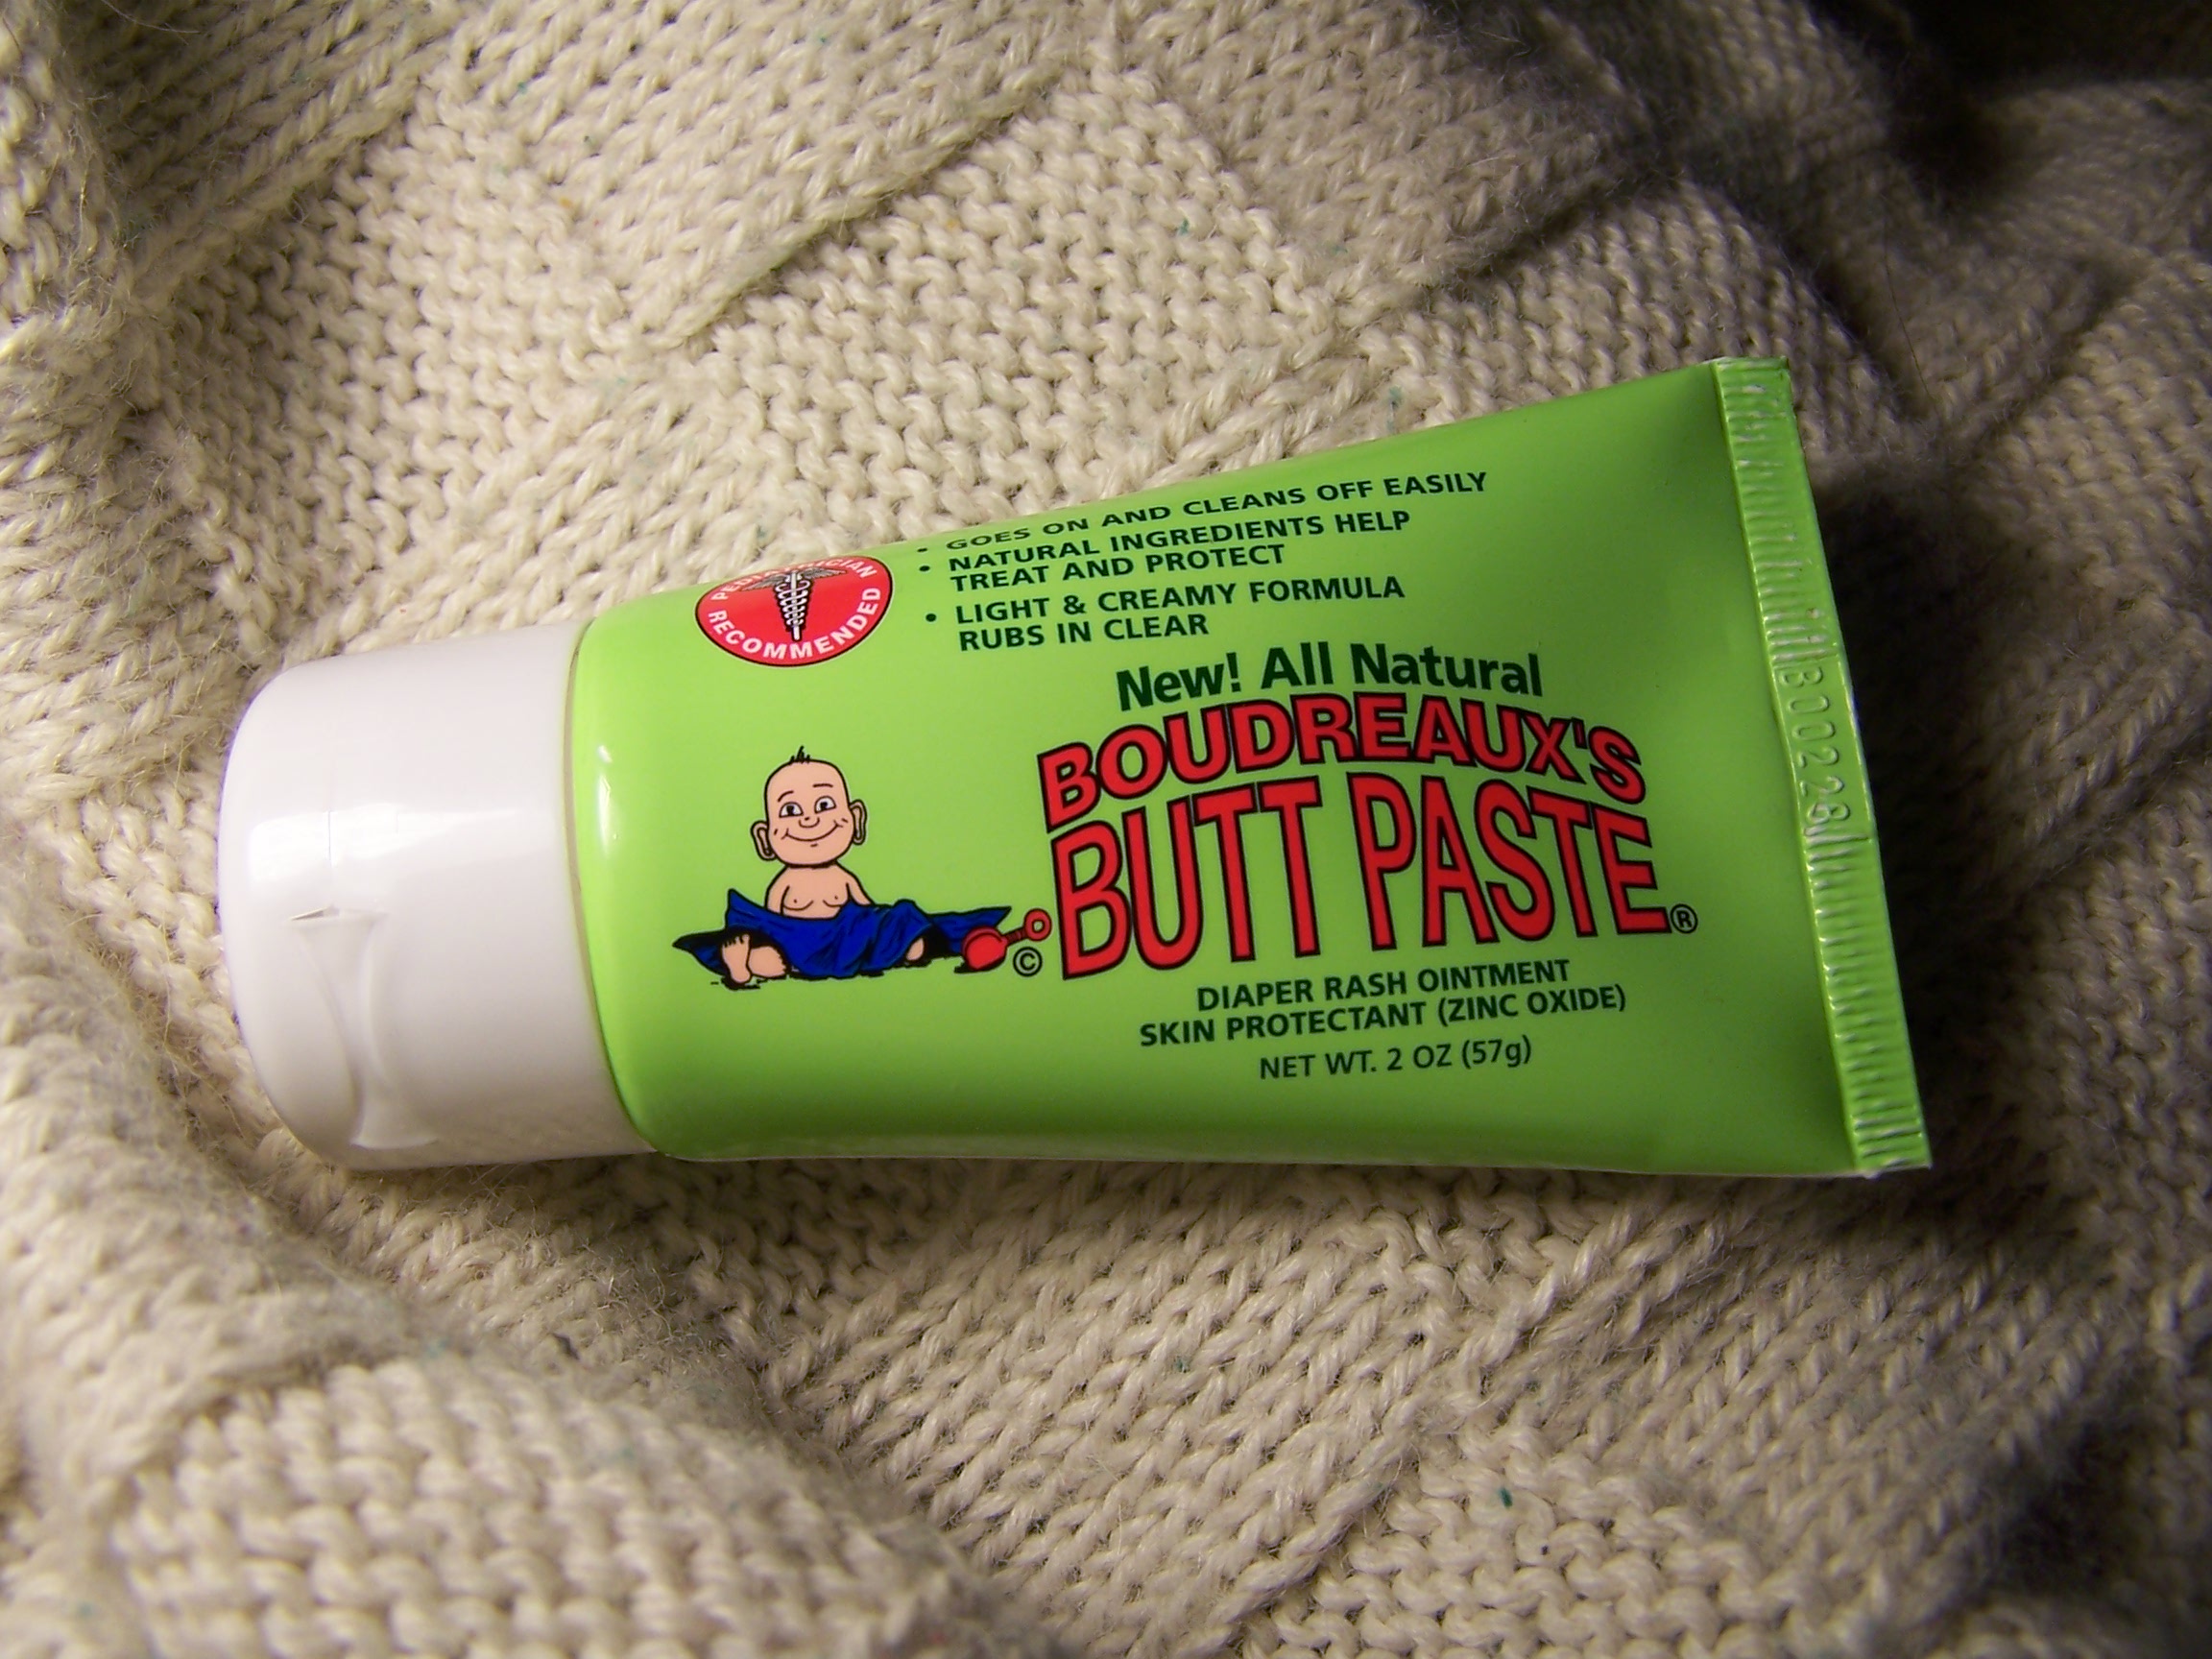 • GOES ON AND CLEANS OFF EASILY
• NATURAL INGREDIENTS HELP
TREAT AND PROTECT
• LIGHT & CREAMY FORMULA
RUBS IN CLEAR
PEDIATRICIAN
RECOMMENDED
New! All Natural
BOUDREAUX'S
BUTT PASTE®
©
DIAPER RASH OINTMENT
SKIN PROTECTANT (ZINC OXIDE)
NET WT. 2 OZ (57g)
B00228